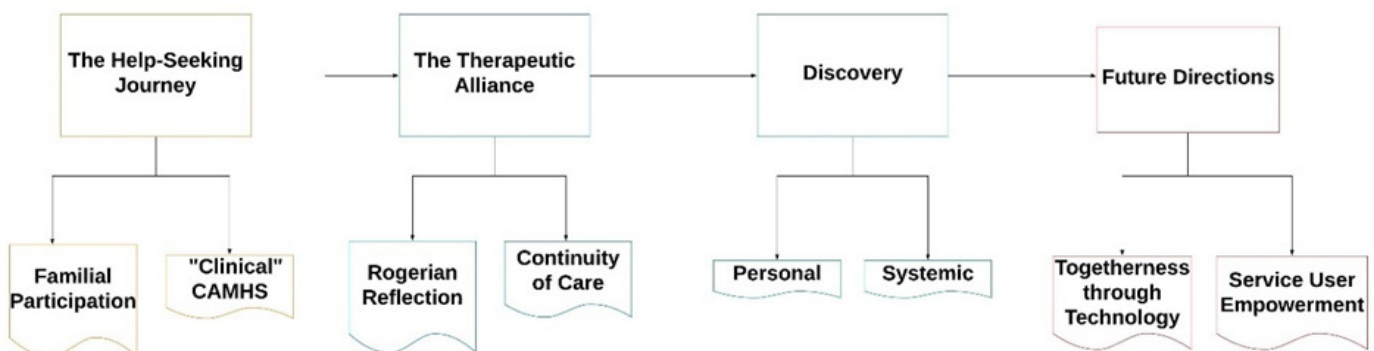 The Help-Seeking
Journey
The Therapeutic
Alliance
Discovery
Future Directions
Familial
Participation
"Clinical"
CAMHS
Rogerian
Reflection
Continuity
of Care
Personal
Systemic
Togetherness
through
Technology
Service User
Empowerment